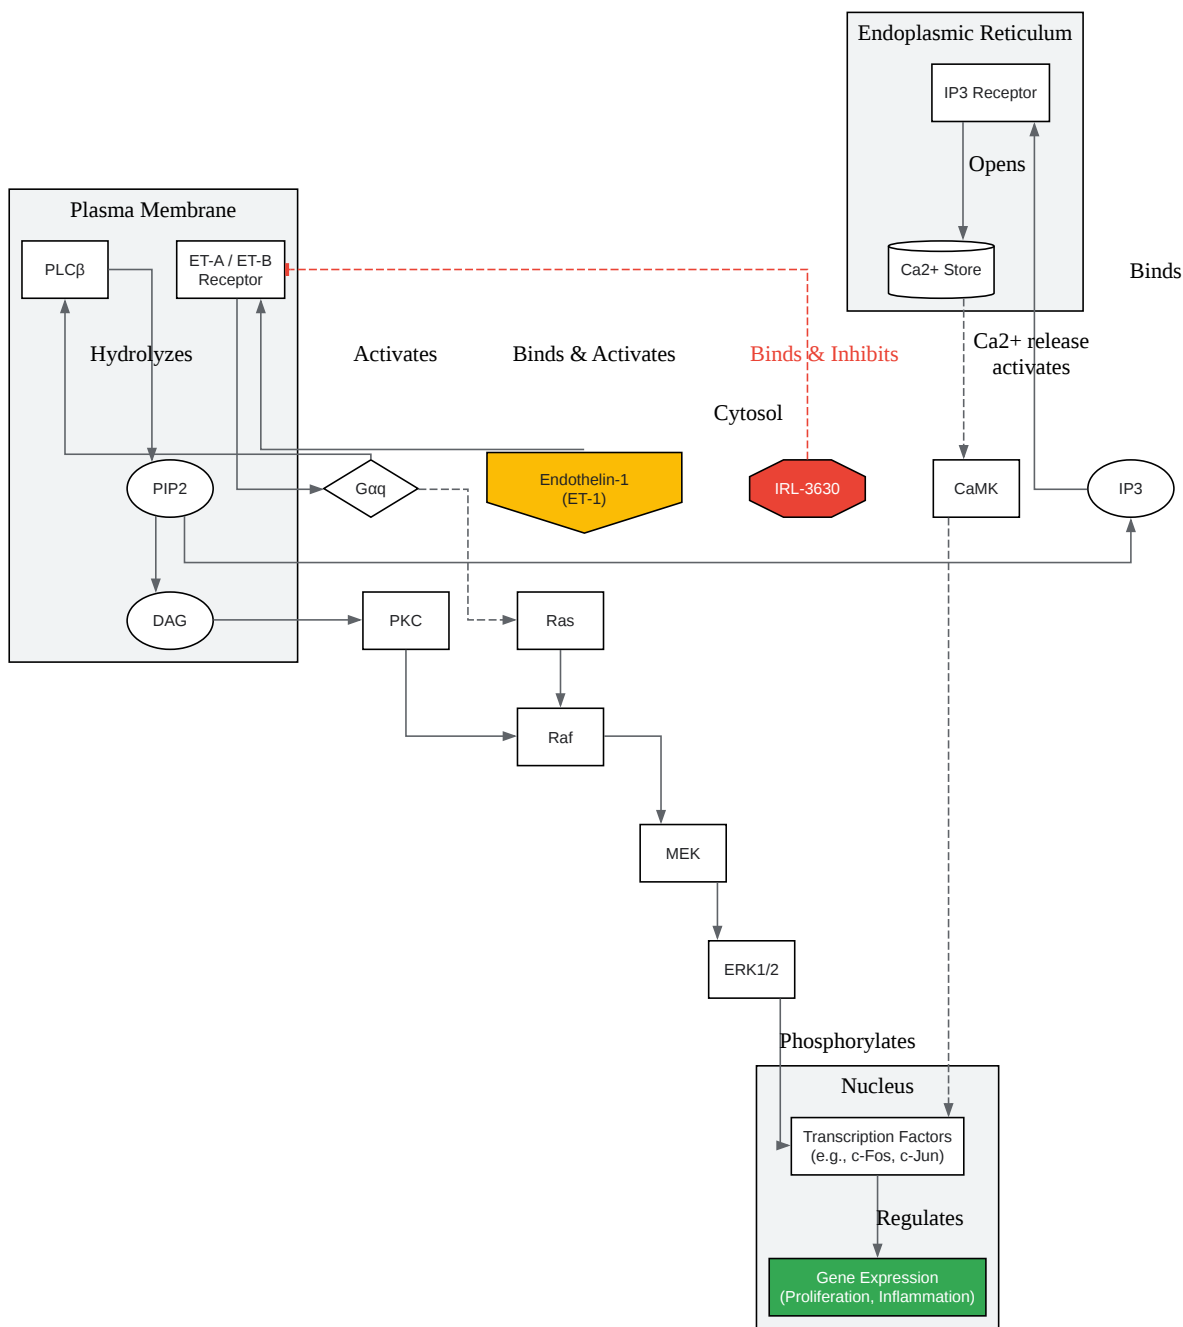 Endoplasmic Reticulum
IP3 Receptor
Opens
Plasma Membrane
PLCβ
ET-A / ET-B
Receptor
Ca2+ Store
Binds
Hydrolyzes
Activates
Binds & Activates
Binds & Inhibits
Ca2+ release
activates
Cytosol
PIP2
Gαq
Endothelin-1
(ET-1)
IRL-3630
CaMK
IP3
DAG
PKC
Ras
Raf
MEK
ERK1/2
Phosphorylates
Nucleus
Transcription Factors
(e.g., c-Fos, c-Jun)
Regulates
Gene Expression
(Proliferation, Inflammation)